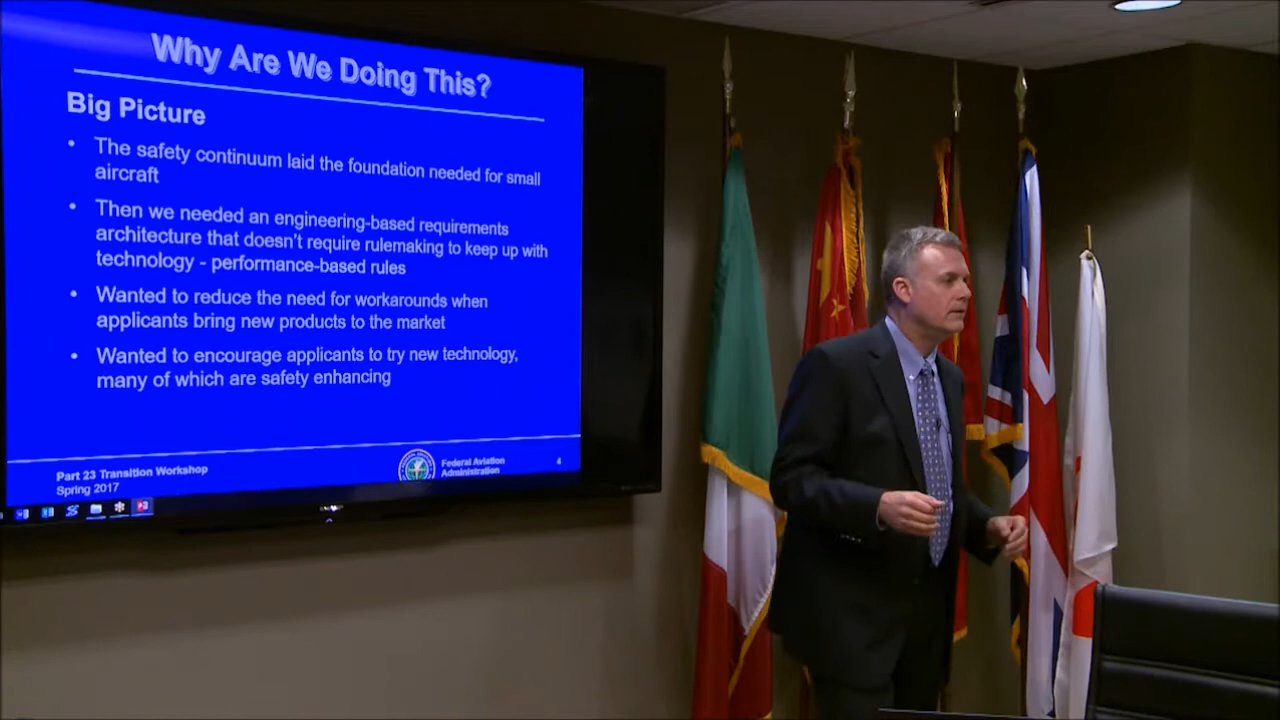 Why Are We Doing This?
Big Picture
• The safety continuum laid the foundation needed for small
aircraft
• Then we needed an engineering-based requirements
architecture that doesn't require rulemaking to keep up with
technology - performance-based rules
• Wanted to reduce the need for workarounds when
applicants bring new products to the market
• Wanted to encourage applicants to try new technology,
many of which are safety enhancing
Part 23 Transition Workshop
Spring 2017
Federal Aviation
Administration
4